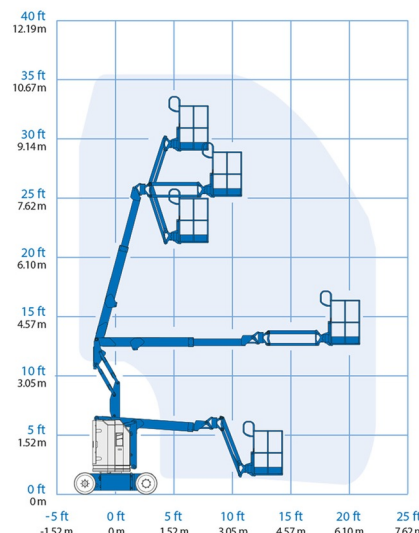 40 ft
12.19 m
35 ft
10.67 m
30 ft
9.14 m
25 ft
7.62 m
20 ft
6.10 m
15 ft
4.57 m
10 ft
3.05 m
5 ft
1.52 m
0 ft
0 m
-5 ft 0 ft 5 ft 10 ft 15 ft 20 ft 25 ft
-1.52 m 0 m 1.52 m 3.05 m 4.57 m 6.10 m 7.62 m